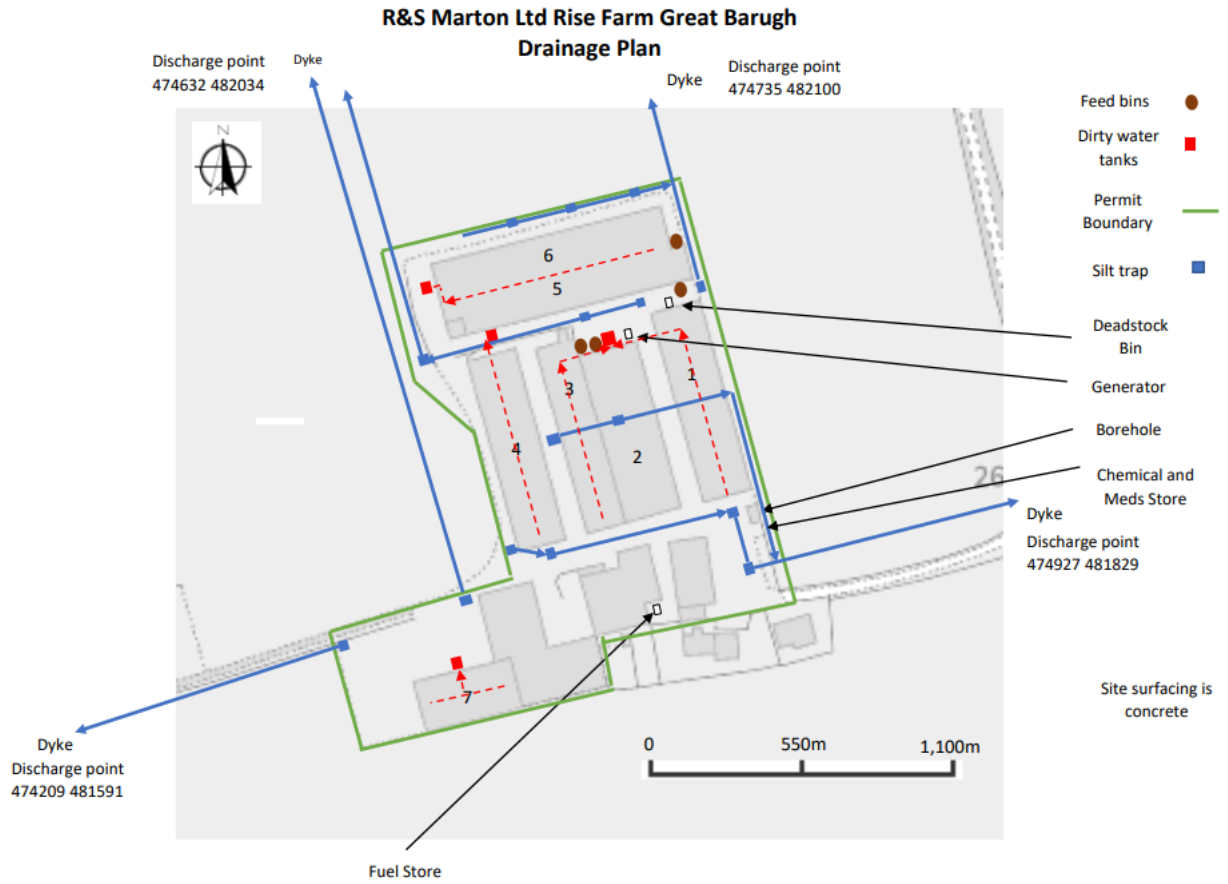 R&S Marton Ltd Rise Farm Great Barugh
Drainage Plan
Discharge point
474632 482034
Dyke
Dyke
Discharge point
474735 482100
N
Feed bins
Dirty water
tanks
Permit
Boundary
Silt trap
Deadstock
Bin
Generator
Borehole
Chemical and
Meds Store
6
5
3
1
4
2
7
26
Dyke
Discharge point
474927 481829
Site surfacing is
concrete
Dyke
Discharge point
474209 481591
0
550m
1,100m
Fuel Store